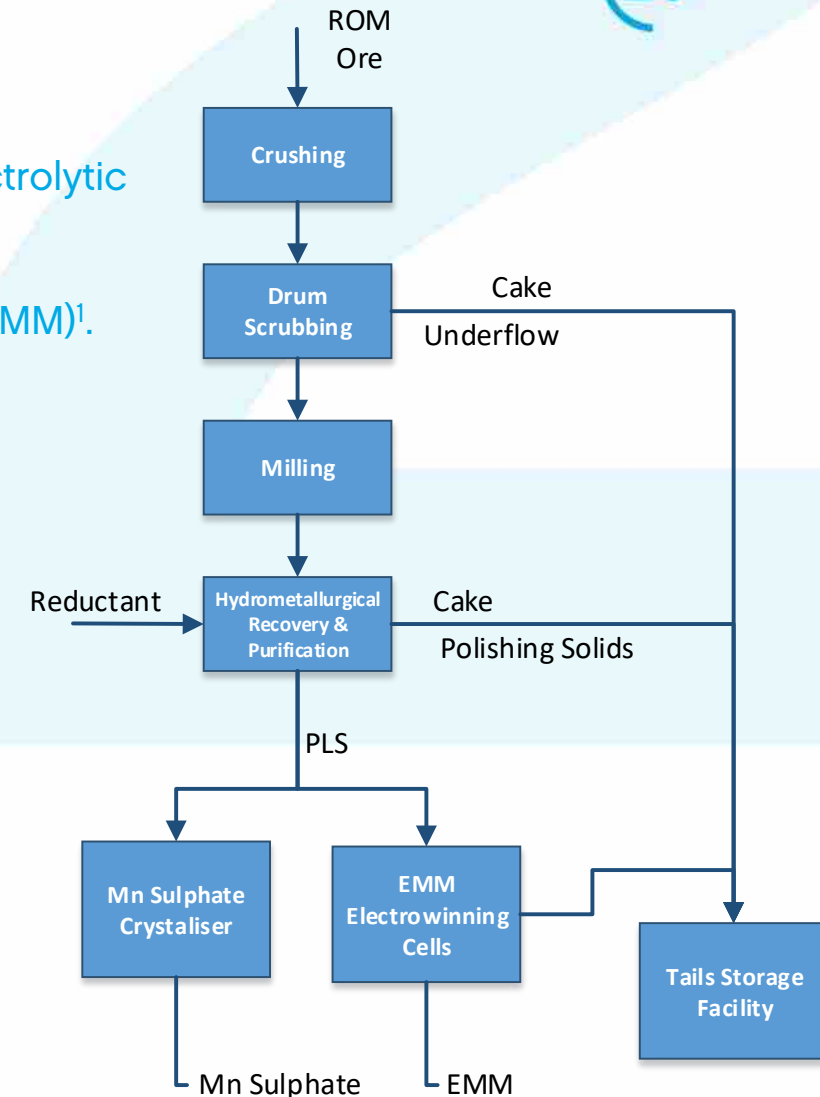 ROM
Ore
Crushing
ctrolytic
MM)¹.
Drum
Scrubbing
Cake
Underflow
Milling
Reductant
Hydrometallurgical
Recovery &
Purification
Cake
Polishing Solids
PLS
Mn Sulphate
Crystaliser
EMM
Electrowinning
Cells
Tails Storage
Facility
Mn Sulphate
EMM